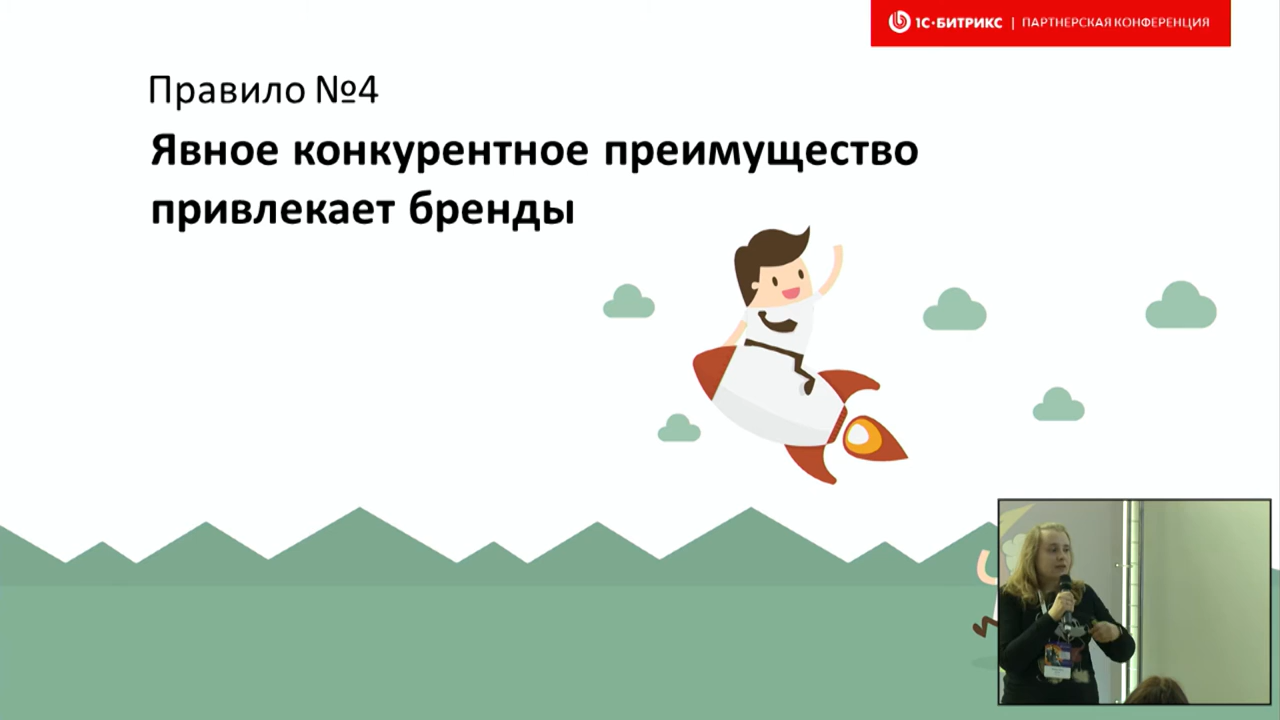 1С·БИТРИКС | ПАРТНЕРСКАЯ КОНФЕРЕНЦИЯ
Правило №4
Явное конкурентное преимущество
привлекает бренды